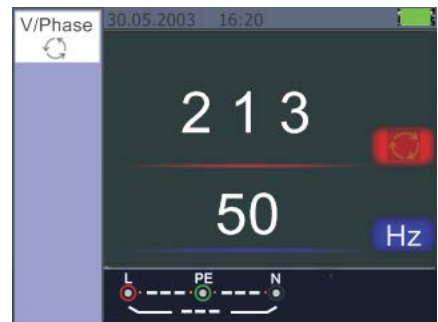 V/Phase
30.05.2003 16:20
2 1 3
50
Hz
L PE N
--- ---
---